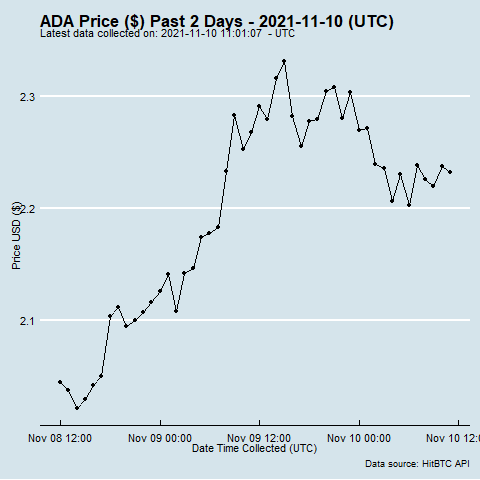 ADA Price ($) Past 2 Days - 2021-11-10 (UTC)
Latest data collected on: 2021-11-10 11:01:07  - UTC
2.3
2.2
2.1
Price USD ($)
Nov 08 12:00
Nov 09 00:00
Nov 09 12:00
Nov 10 00:00
Nov 10 12:0
Date Time Collected (UTC)
Data source: HitBTC API